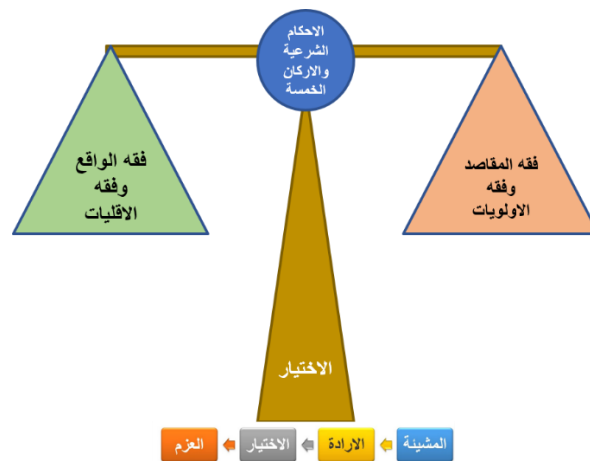 الاحكام
الشرعية
والاركان
الخمسة
فقه المقاصد
وفقه
الاولويات
فقه الواقع
وفقه
الاقليات
الاختيار
المشيئة
الارادة
الاختيار
العزم